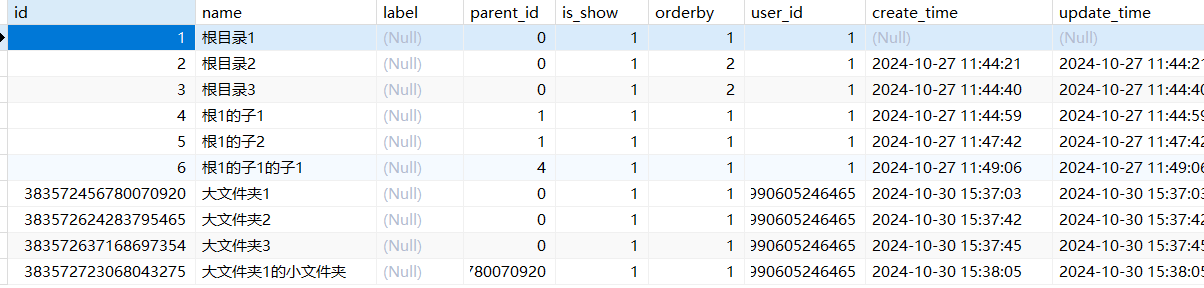 id name label parent_id is_show orderby user_id create_time update_time
1 根目录1 (Null) 0 1 1 1 (Null) (Null)
2 根目录2 (Null) 0 1 2 1 2024-10-27 11:44:21 2024-10-27 11:44:21
3 根目录3 (Null) 0 1 2 1 2024-10-27 11:44:40 2024-10-27 11:44:40
4 根1的子1 (Null) 1 1 1 1 2024-10-27 11:44:59 2024-10-27 11:44:59
5 根1的子2 (Null) 1 1 1 1 2024-10-27 11:47:42 2024-10-27 11:47:42
6 根1的子1的子1 (Null) 4 1 1 1 2024-10-27 11:49:06 2024-10-27 11:49:06
383572456780070920 大文件夹1 (Null) 0 1 1 990605246465 2024-10-30 15:37:03 2024-10-30 15:37:03
383572624283795465 大文件夹2 (Null) 0 1 1 990605246465 2024-10-30 15:37:42 2024-10-30 15:37:42
383572637168697354 大文件夹3 (Null) 0 1 1 990605246465 2024-10-30 15:37:45 2024-10-30 15:37:45
383572723068043275 大文件夹1的小文件夹 (Null) 780070920 1 1 990605246465 2024-10-30 15:38:05 2024-10-30 15:38:05